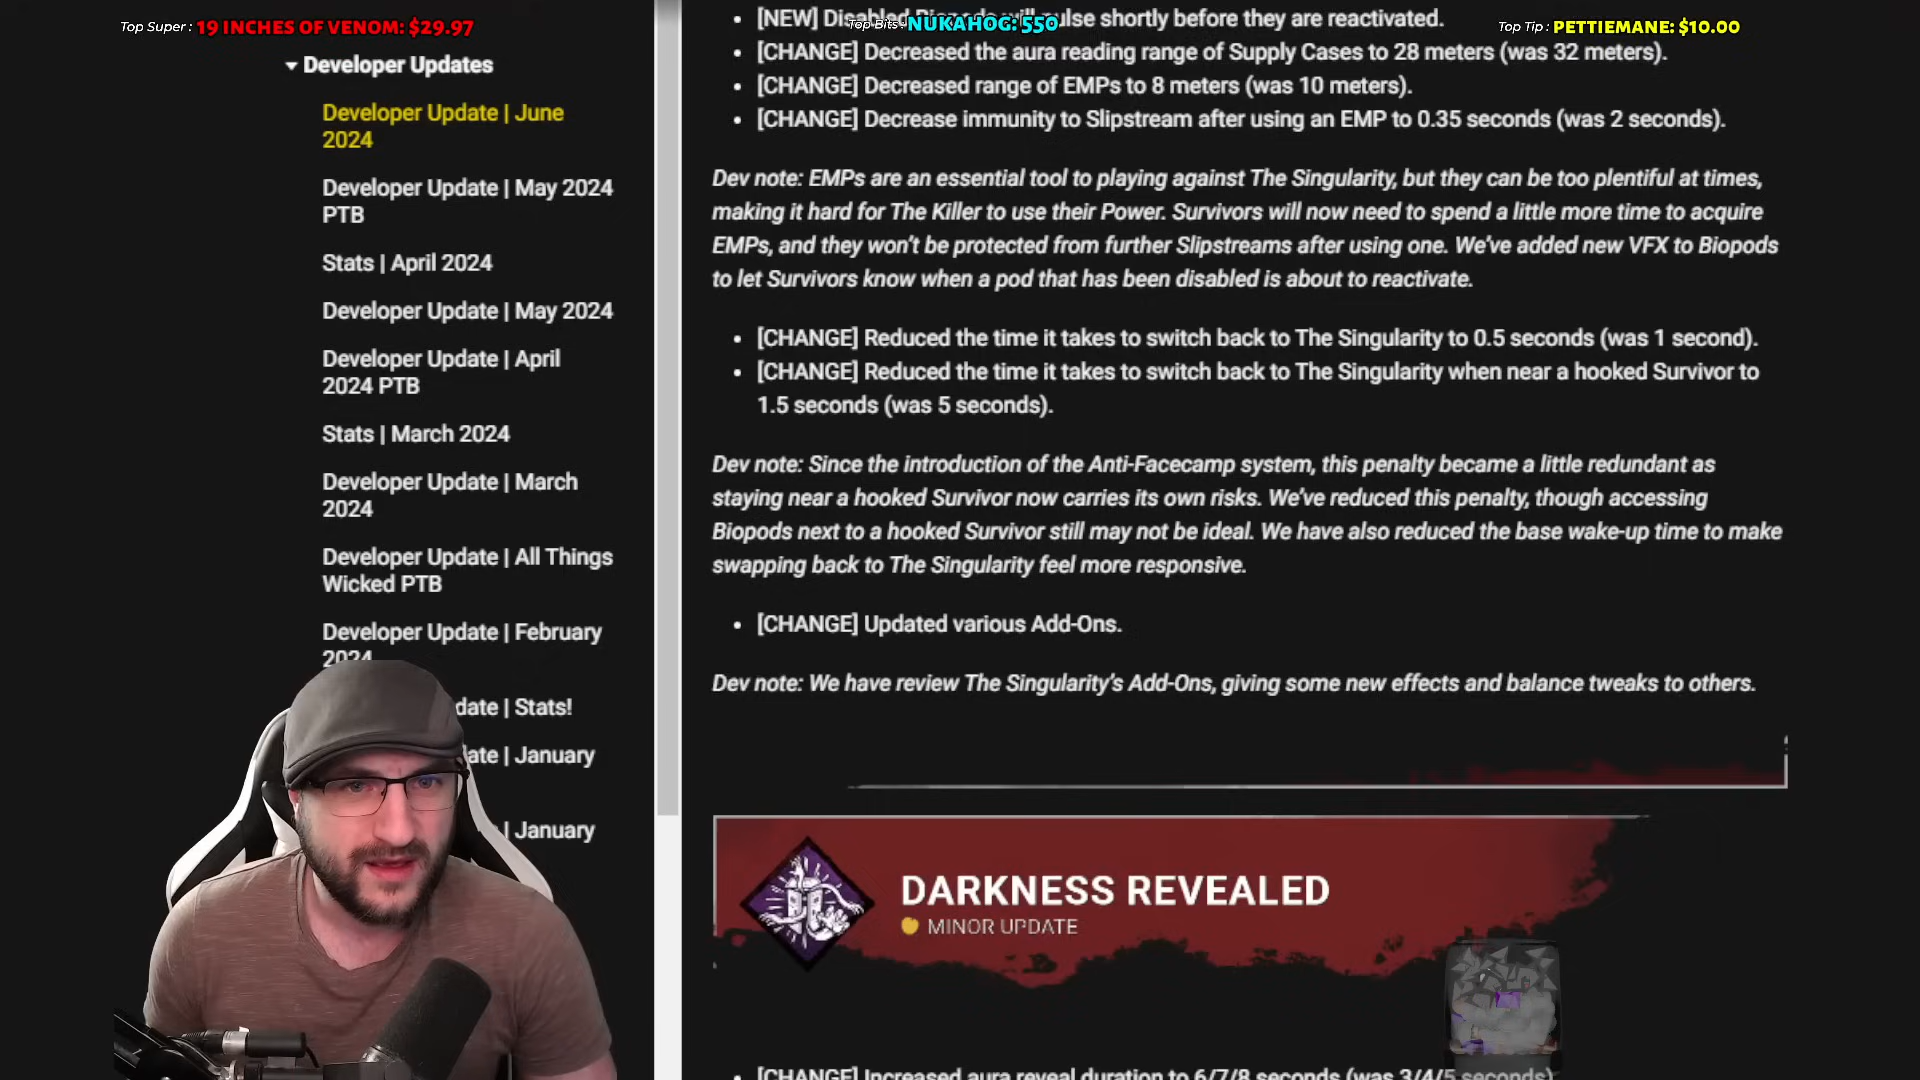 Top Super : 19 INCHES OF VENOM: $29.97
Top Bits : NUKAHOG: 550
Top Tip : PETTIEMANE: $10.00
Developer Updates
Developer Update | June
2024
Developer Update | May 2024
PTB
Stats | April 2024
Developer Update | May 2024
Developer Update | April
2024 PTB
Stats | March 2024
Developer Update | March
2024
Developer Update | All Things
Wicked PTB
Developer Update | February
2024
date | Stats!
ate | January
| January
• [NEW] Disabled Biopods will pulse shortly before they are reactivated.
• [CHANGE] Decreased the aura reading range of Supply Cases to 28 meters (was 32 meters).
• [CHANGE] Decreased range of EMPs to 8 meters (was 10 meters).
• [CHANGE] Decrease immunity to Slipstream after using an EMP to 0.35 seconds (was 2 seconds).
Dev note: EMPs are an essential tool to playing against The Singularity, but they can be too plentiful at times,
making it hard for The Killer to use their Power. Survivors will now need to spend a little more time to acquire
EMPs, and they won't be protected from further Slipstreams after using one. We've added new VFX to Biopods
to let Survivors know when a pod that has been disabled is about to reactivate.
• [CHANGE] Reduced the time it takes to switch back to The Singularity to 0.5 seconds (was 1 second).
• [CHANGE] Reduced the time it takes to switch back to The Singularity when near a hooked Survivor to
1.5 seconds (was 5 seconds).
Dev note: Since the introduction of the Anti-Facecamp system, this penalty became a little redundant as
staying near a hooked Survivor now carries its own risks. We've reduced this penalty, though accessing
Biopods next to a hooked Survivor still may not be ideal. We have also reduced the base wake-up time to make
swapping back to The Singularity feel more responsive.
• [CHANGE] Updated various Add-Ons.
Dev note: We have review The Singularity's Add-Ons, giving some new effects and balance tweaks to others.
DARKNESS REVEALED
MINOR UPDATE
• [CHANGE] Increased aura reveal duration to 6/7/8 seconds (was 3/4/5 seconds)